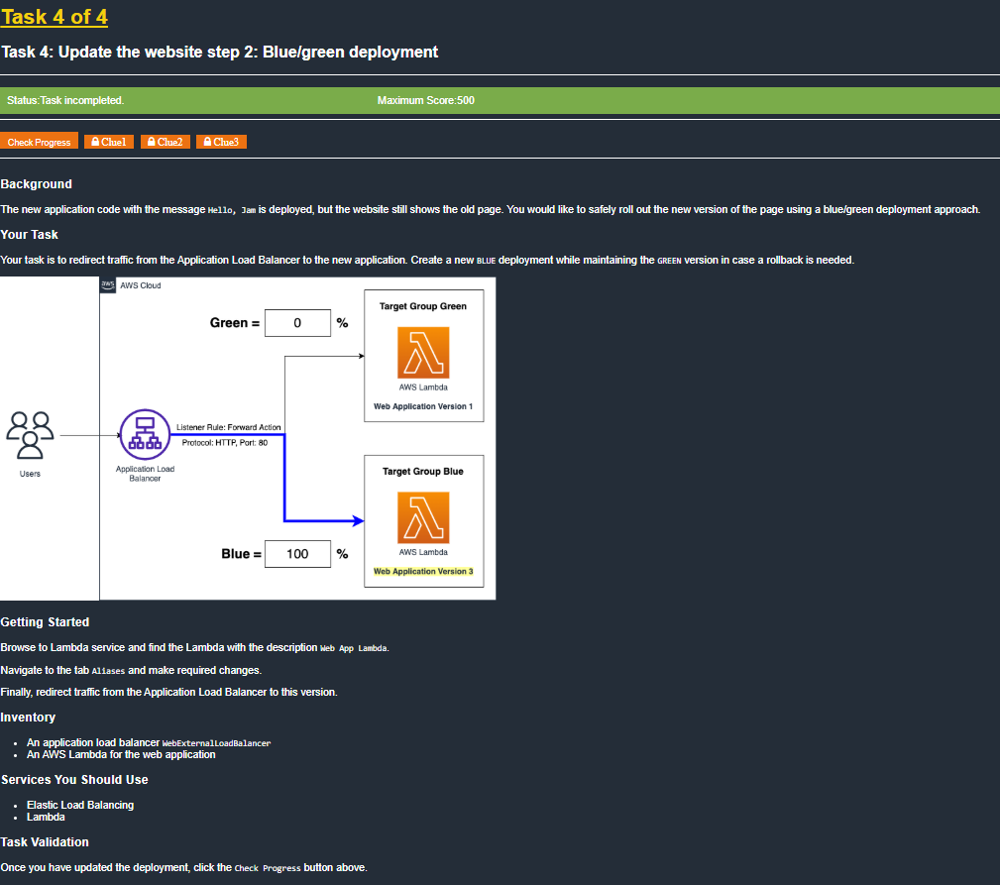 Task 4 of 4
Task 4: Update the website step 2: Blue/green deployment
Status:Task incompleted. Maximum Score:500
Check Progress Clue1 Clue2 Clue3
Background
The new application code with the message Hello, Jam is deployed, but the website still shows the old page. You would like to safely roll out the new version of the page using a blue/green deployment approach.
Your Task
Your task is to redirect traffic from the Application Load Balancer to the new application. Create a new BLUE deployment while maintaining the GREEN version in case a rollback is needed.
aws AWS Cloud
Green = 0 %
Target Group Green
AWS Lambda
Web Application Version 1
Users
Application Load
Balancer
Listener Rule: Forward Action
Protocol: HTTP, Port: 80
Target Group Blue
AWS Lambda
Web Application Version 3
Blue = 100 %
Getting Started
Browse to Lambda service and find the Lambda with the description Web App Lambda.
Navigate to the tab Aliases and make required changes.
Finally, redirect traffic from the Application Load Balancer to this version.
Inventory
• An application load balancer WebExternalLoadBalancer
• An AWS Lambda for the web application
Services You Should Use
• Elastic Load Balancing
• Lambda
Task Validation
Once you have updated the deployment, click the Check Progress button above.